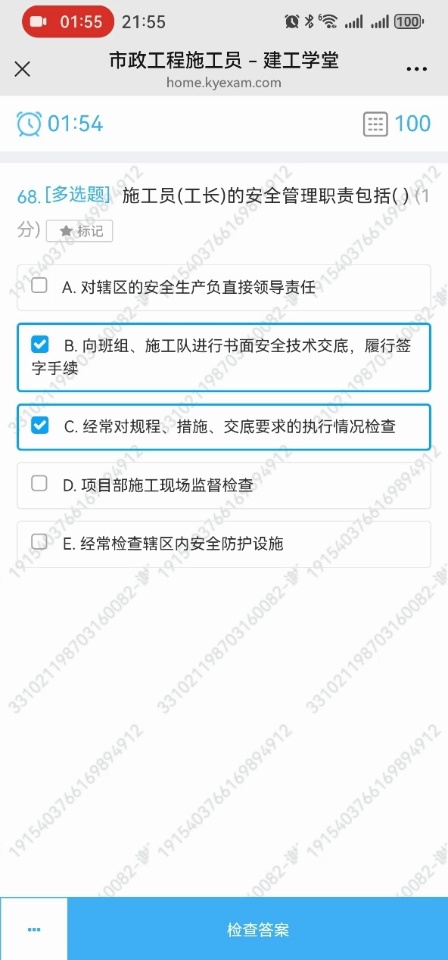 01:55 21:55 6 100
市政工程施工员 – 建工学堂
home.kyexam.com
01:54 100
68. [多选题] 施工员(工长)的安全管理职责包括( ) (1
分) ★ 标记
A. 对辖区的安全生产负直接领导责任
B. 向班组、施工队进行书面安全技术交底，履行签
字手续
C. 经常对规程、措施、交底要求的执行情况检查
D. 项目部施工现场监督检查
E. 经常检查辖区内安全防护设施
1915403766169894912
331021198703160082
1915403766169894912
... 检查答案